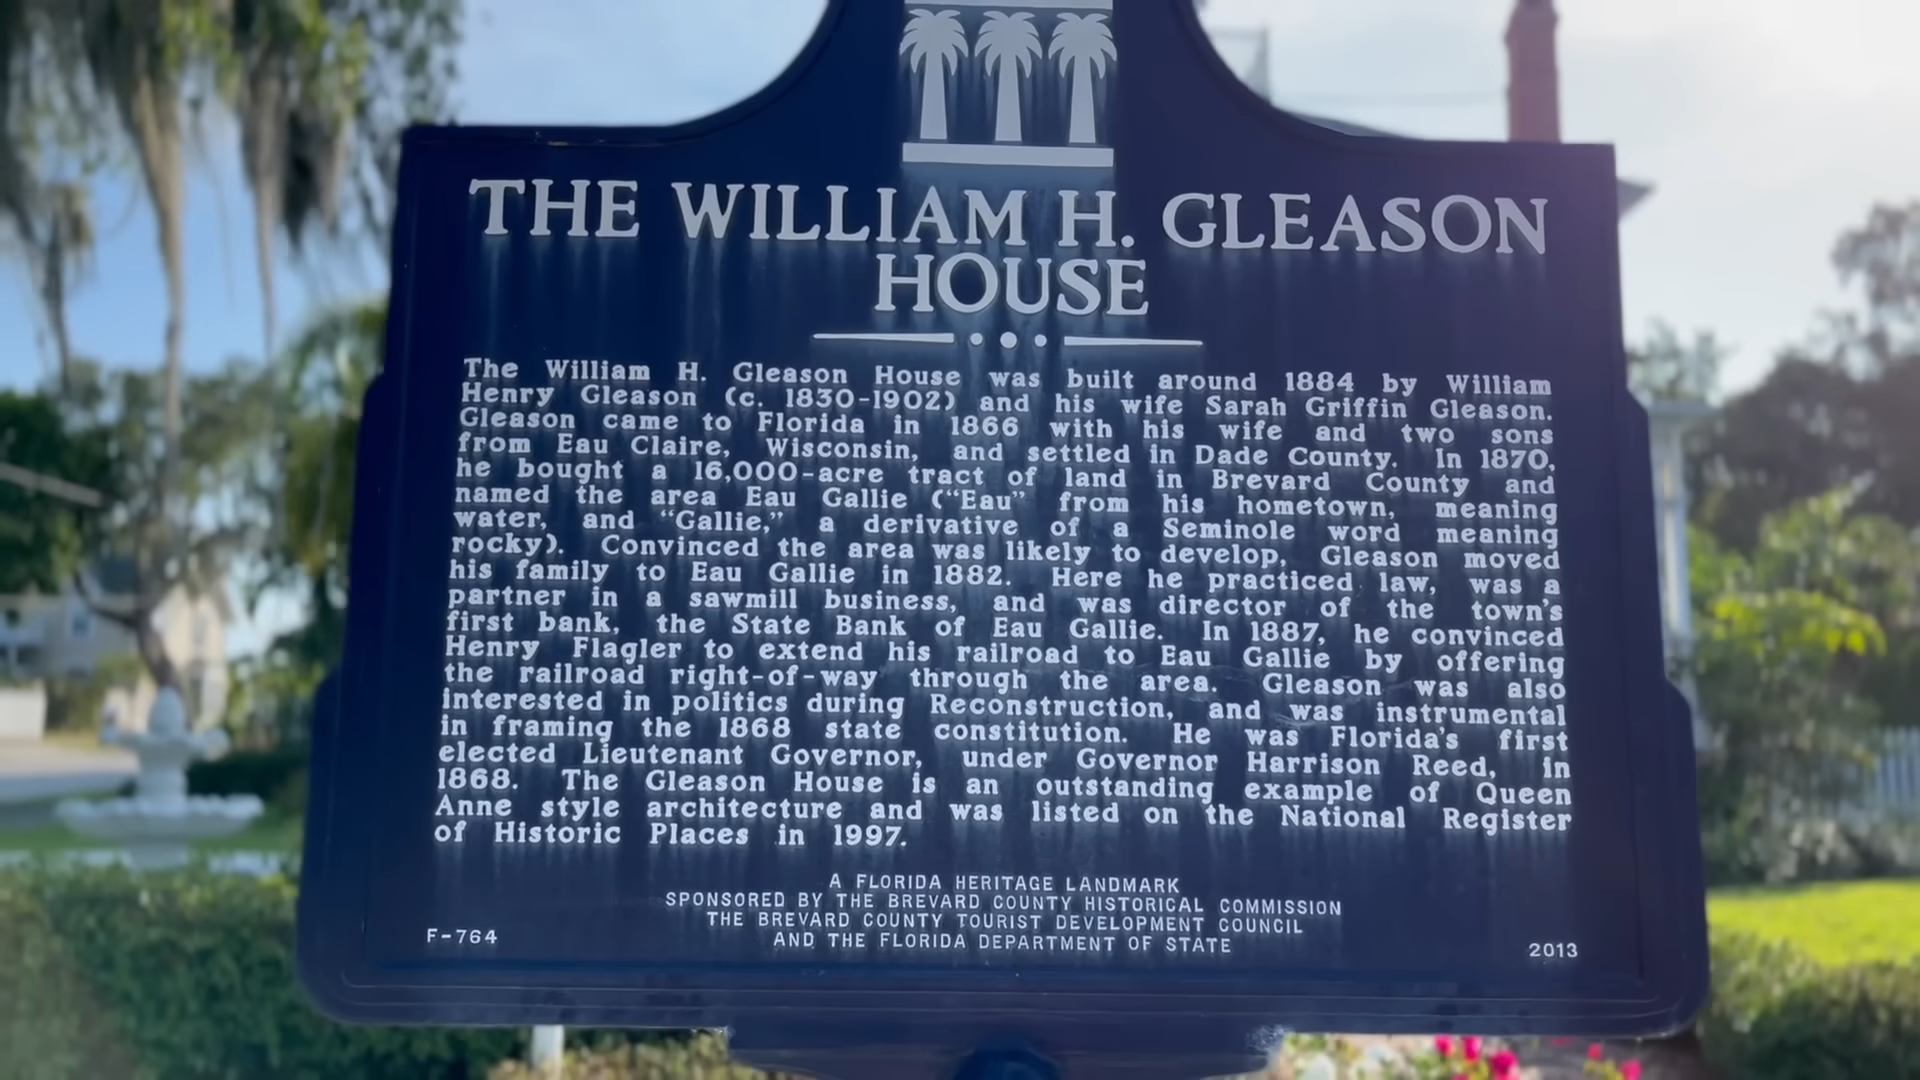 THE WILLIAM H. GLEASON
HOUSE
The William H. Gleason House was built around 1884 by William
Henry Gleason (c. 1830-1902) and his wife Sarah Griffin Gleason.
Gleason came to Florida in 1866 with his wife and two sons
from Eau Claire, Wisconsin, and settled in Dade County. In 1870,
he bought a 16,000-acre tract of land in Brevard County and
named the area Eau Gallie (“Eau” from his hometown, meaning
water, and “Gallie,” a derivative of a Seminole word meaning
rocky). Convinced the area was likely to develop, Gleason moved
his family to Eau Gallie in 1882. Here he practiced law, was a
partner in a sawmill business, and was director of the town's
first bank, the State Bank of Eau Gallie. In 1887, he convinced
Henry Flagler to extend his railroad to Eau Gallie by offering
the railroad right-of-way through the area. Gleason was also
interested in politics during Reconstruction, and was instrumental
in framing the 1868 state constitution. He was Florida's first
elected Lieutenant Governor, under Governor Harrison Reed, in
1868. The Gleason House is an outstanding example of Queen
Anne style architecture and was listed on the National Register
of Historic Places in 1997.
A FLORIDA HERITAGE LANDMARK
SPONSORED BY THE BREVARD COUNTY HISTORICAL COMMISSION
THE BREVARD COUNTY TOURIST DEVELOPMENT COUNCIL
AND THE FLORIDA DEPARTMENT OF STATE
F-764
2013